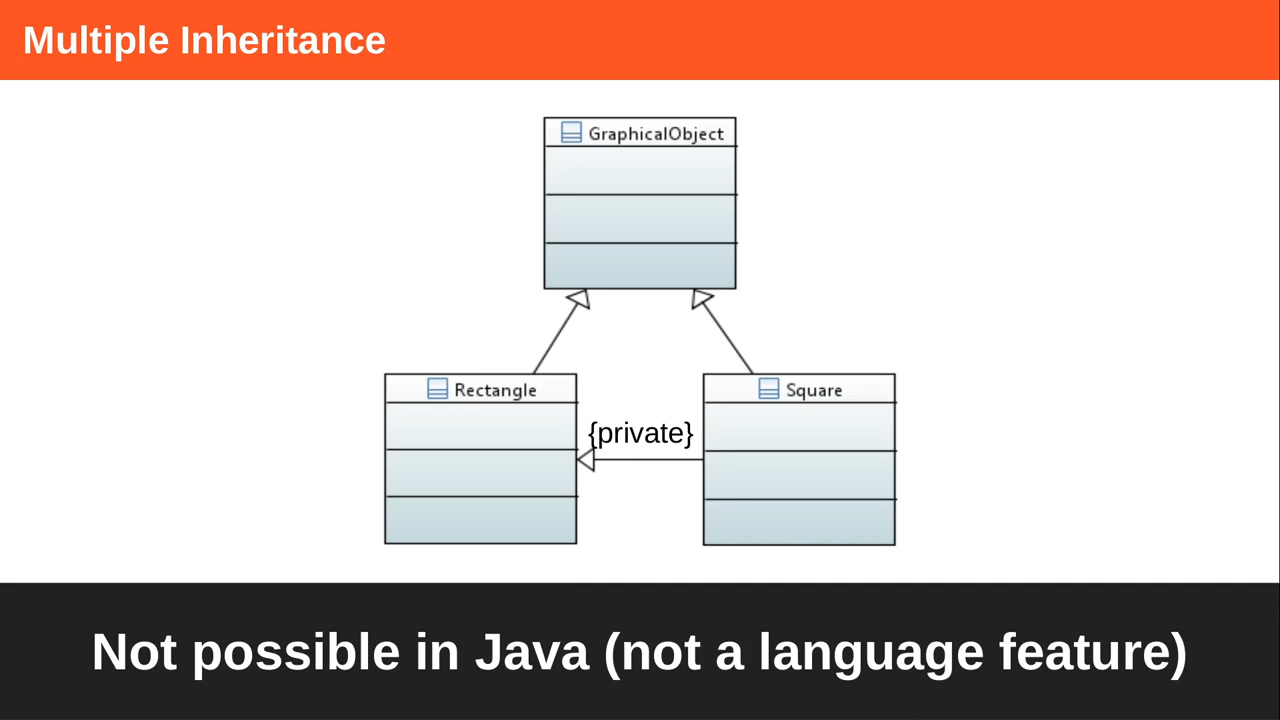 Multiple Inheritance
GraphicalObject
Rectangle
{private}
Square
Not possible in Java (not a language feature)